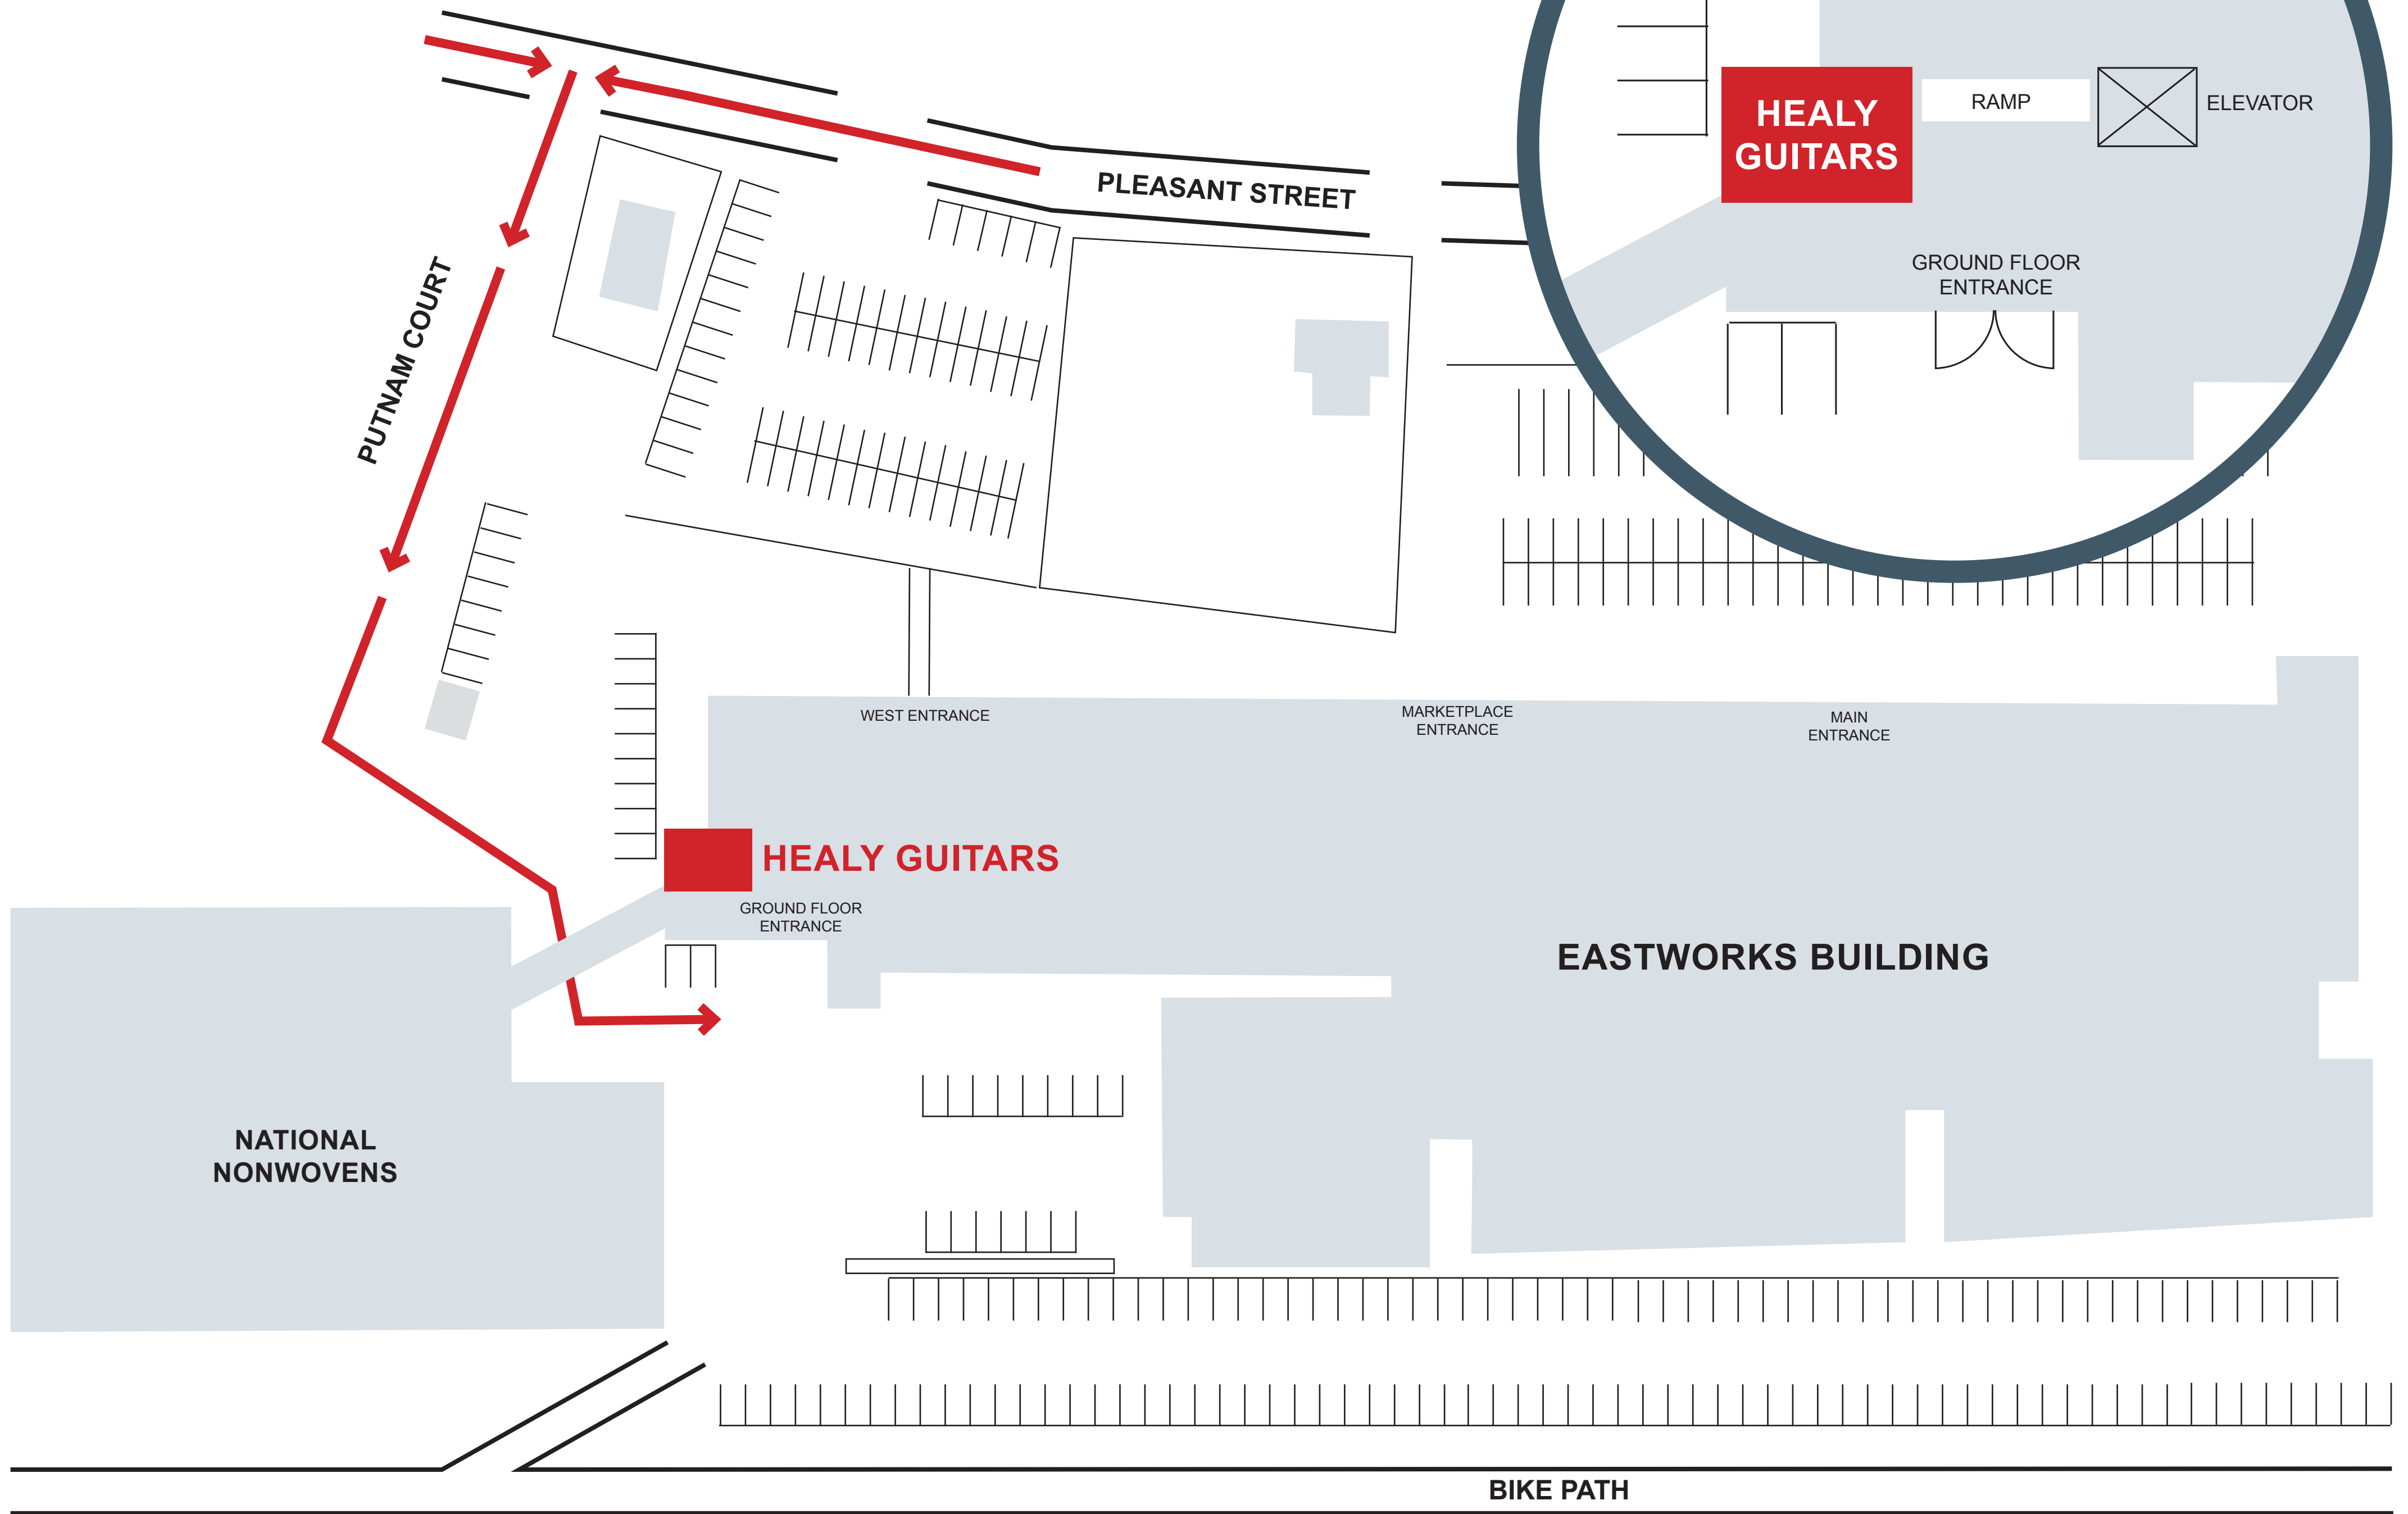 HEALY
GUITARS
RAMP
ELEVATOR
GROUND FLOOR
ENTRANCE
PLEASANT STREET
PUTNAM COURT
WEST ENTRANCE
MARKETPLACE
ENTRANCE
MAIN
ENTRANCE
HEALY GUITARS
GROUND FLOOR
ENTRANCE
EASTWORKS BUILDING
NATIONAL
NONWOVENS
BIKE PATH